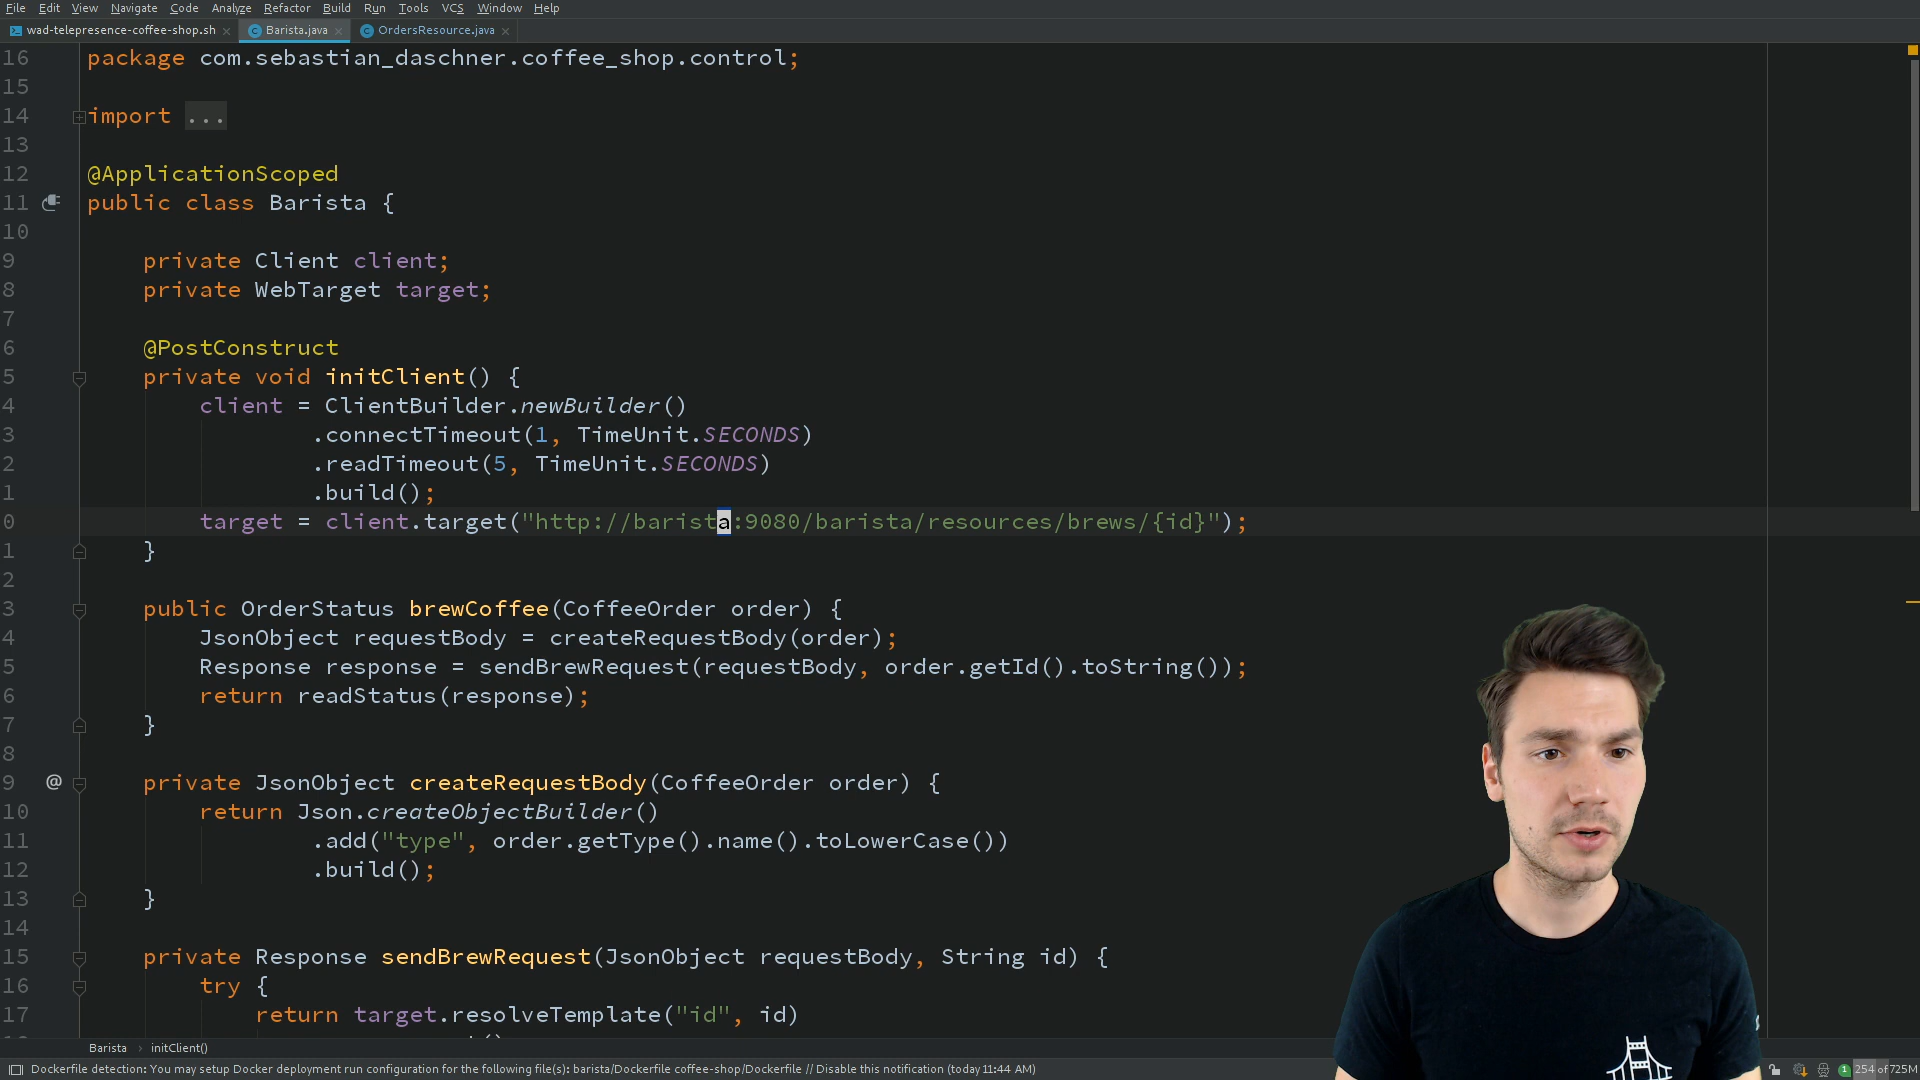 File Edit View Navigate Code Analyze Refactor Build Run Tools VCS Window Help
wad-telepresence-coffee-shop.sh Barista.java OrdersResource.java
16 package com.sebastian_daschner.coffee_shop.control;
15
14 import ...
13
12 @ApplicationScoped
11 public class Barista {
10
9 private Client client;
8 private WebTarget target;
7
6 @PostConstruct
5 private void initClient() {
4 client = ClientBuilder.newBuilder()
3 .connectTimeout(1, TimeUnit.SECONDS)
2 .readTimeout(5, TimeUnit.SECONDS)
1 .build();
0 target = client.target("http://barista:9080/barista/resources/brews/{id}");
1 }
2
3 public OrderStatus brewCoffee(CoffeeOrder order) {
4 JsonObject requestBody = createRequestBody(order);
5 Response response = sendBrewRequest(requestBody, order.getId().toString());
6 return readStatus(response);
7 }
8
9 @ private JsonObject createRequestBody(CoffeeOrder order) {
10 return Json.createObjectBuilder()
11 .add("type", order.getType().name().toLowerCase())
12 .build();
13 }
14
15 private Response sendBrewRequest(JsonObject requestBody, String id) {
16 try {
17 return target.resolveTemplate("id", id)
Barista › initClient()
Dockerfile detection: You may setup Docker deployment run configuration for the following file(s): barista/Dockerfile coffee-shop/Dockerfile // Disable this notification (today 11:44 AM) 1 254 of 725M